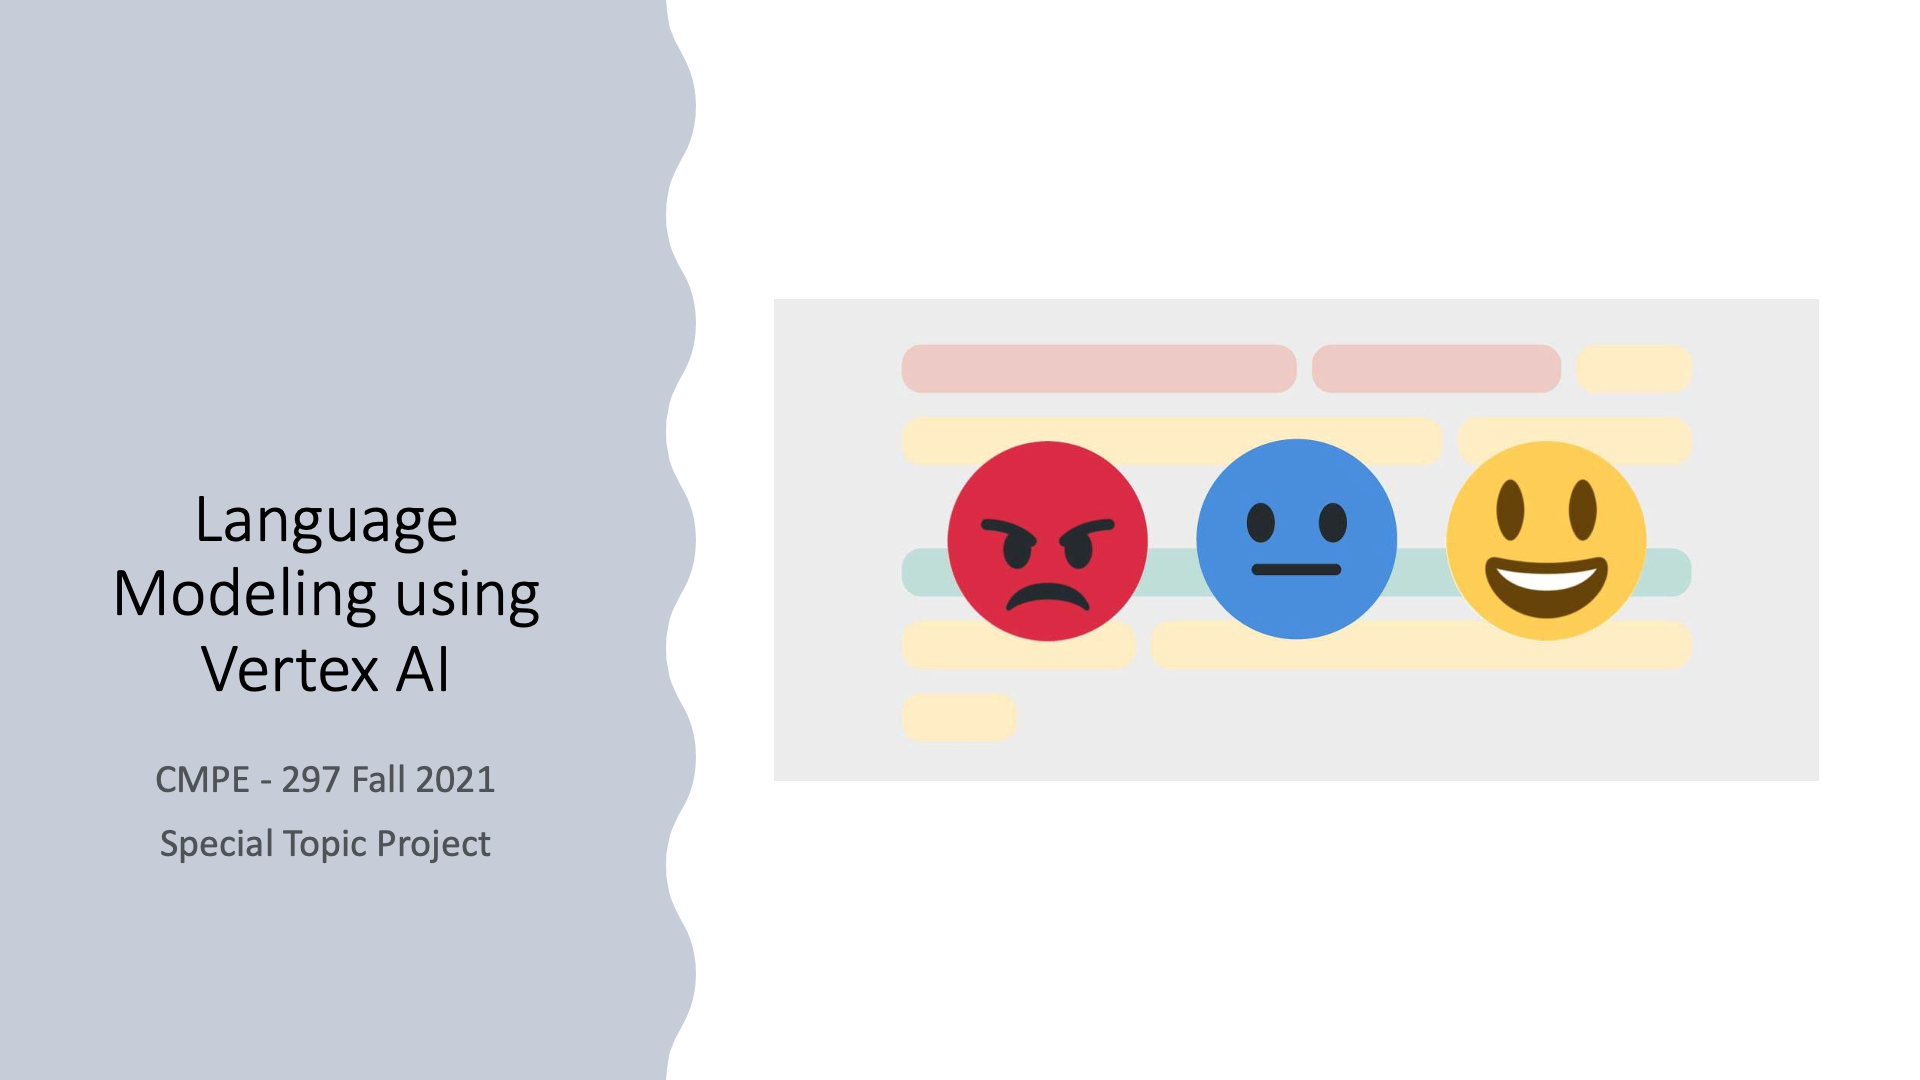 Language
Modeling using
Vertex AI
CMPE - 297 Fall 2021
Special Topic Project